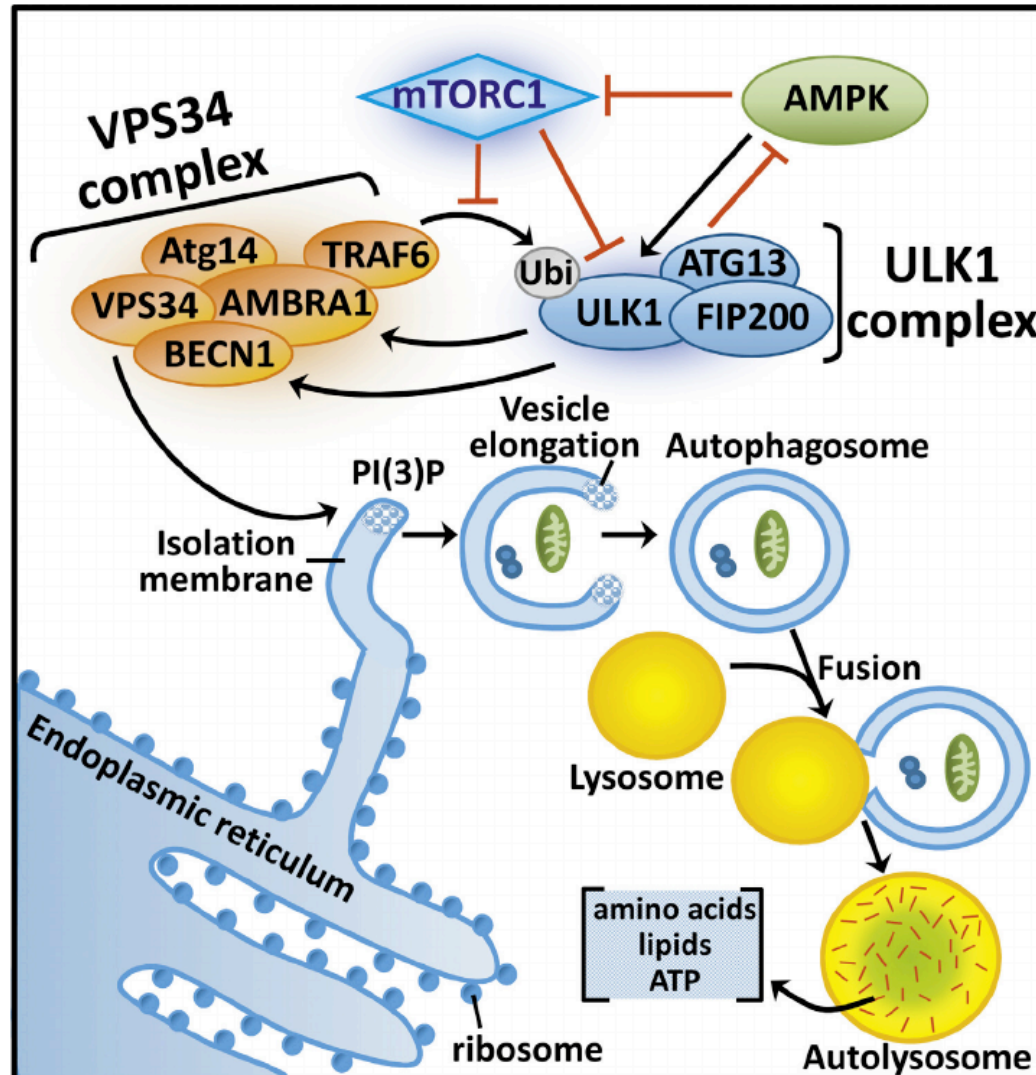 mTORC1
AMPK
VPS34
complex
Atg14
TRAF6
VPS34
AMBRA1
BECN1
Ubi
ATG13
ULK1
FIP200
ULK1
complex
Vesicle
elongation
Autophagosome
PI(3)P
Isolation
membrane
Fusion
Lysosome
Endoplasmic reticulum
amino acids
lipids
ATP
ribosome
Autolysosome